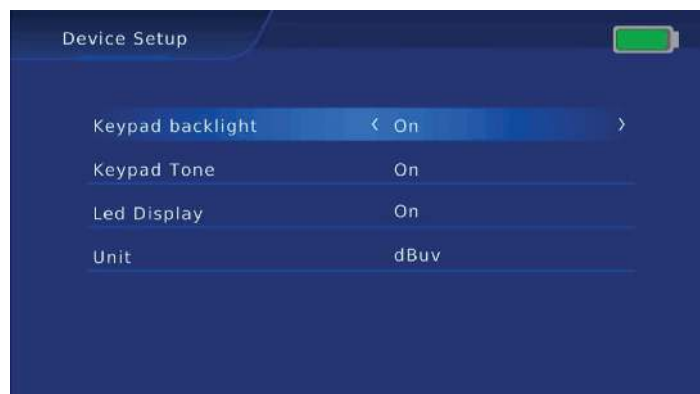 Device Setup
Keypad backlight < On >
Keypad Tone On
Led Display On
Unit dBuv